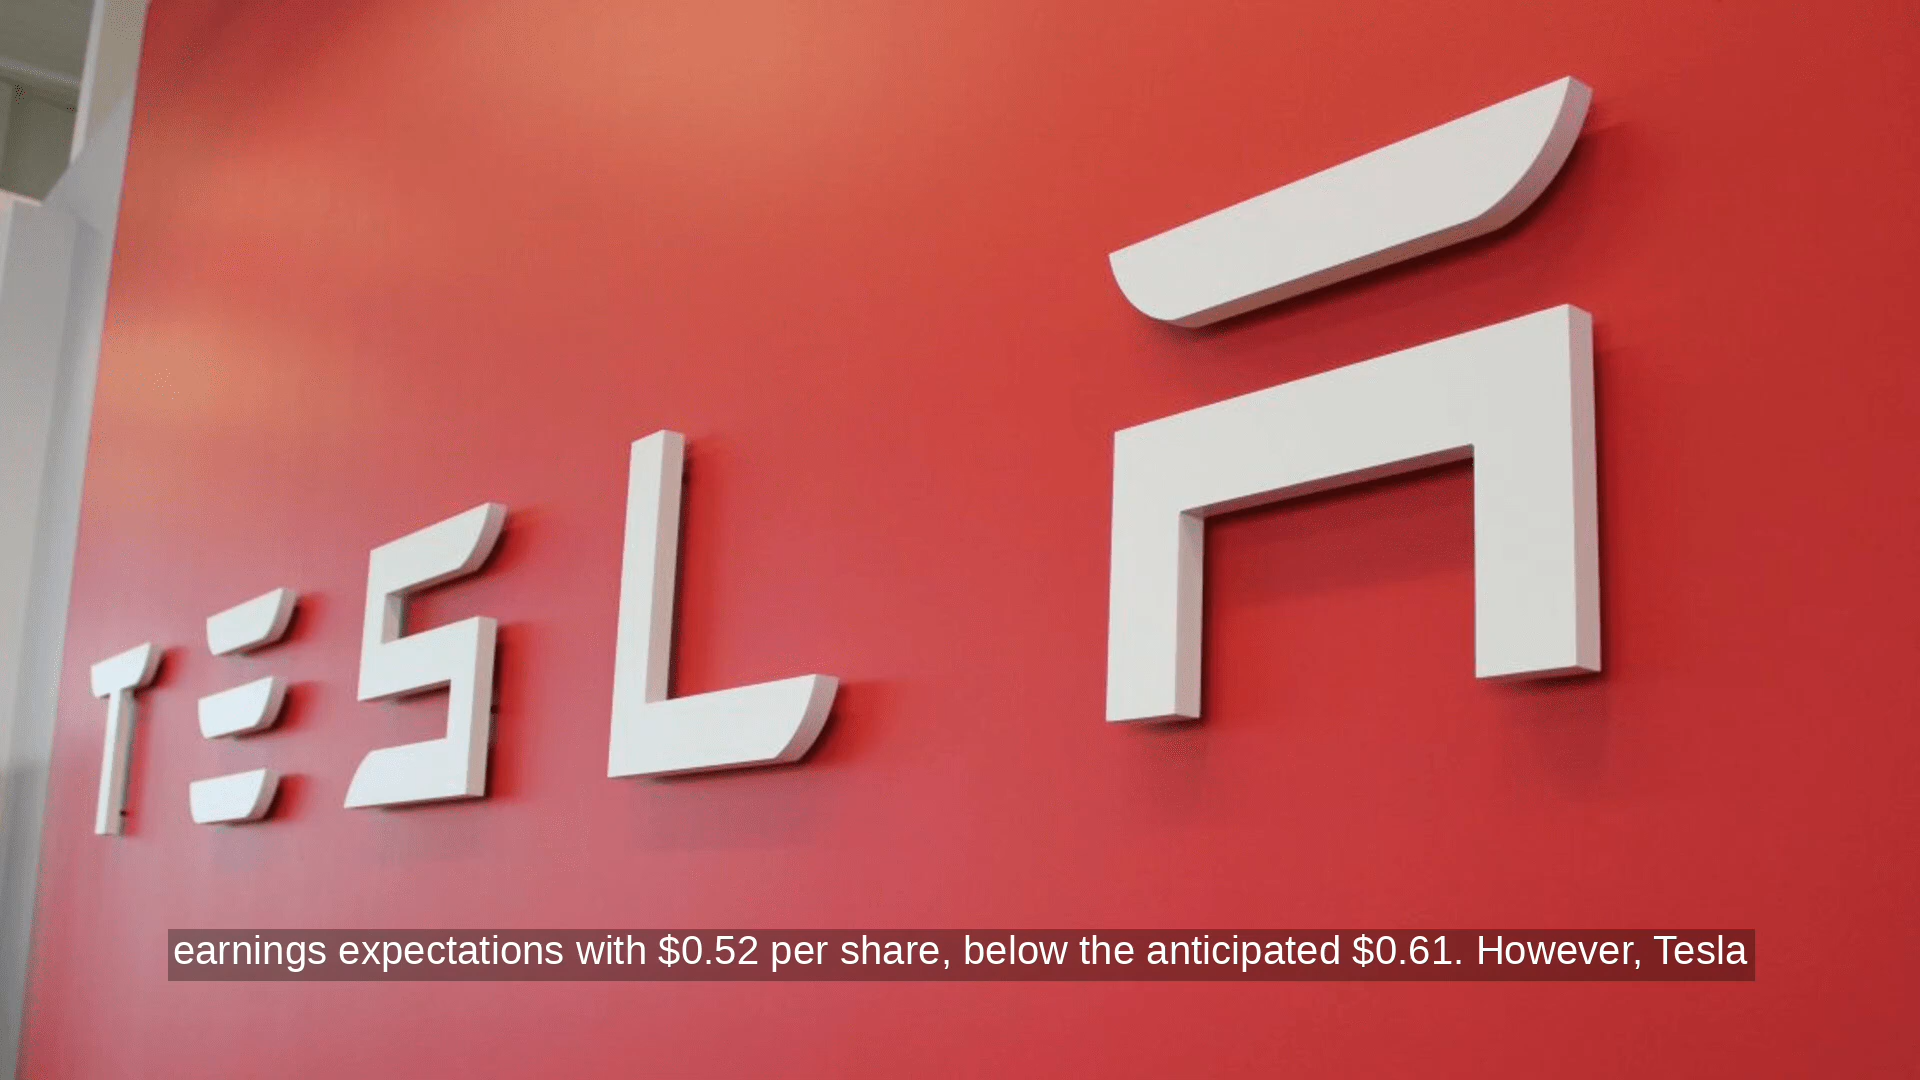 TESLA
earnings expectations with $0.52 per share, below the anticipated $0.61. However, Tesla